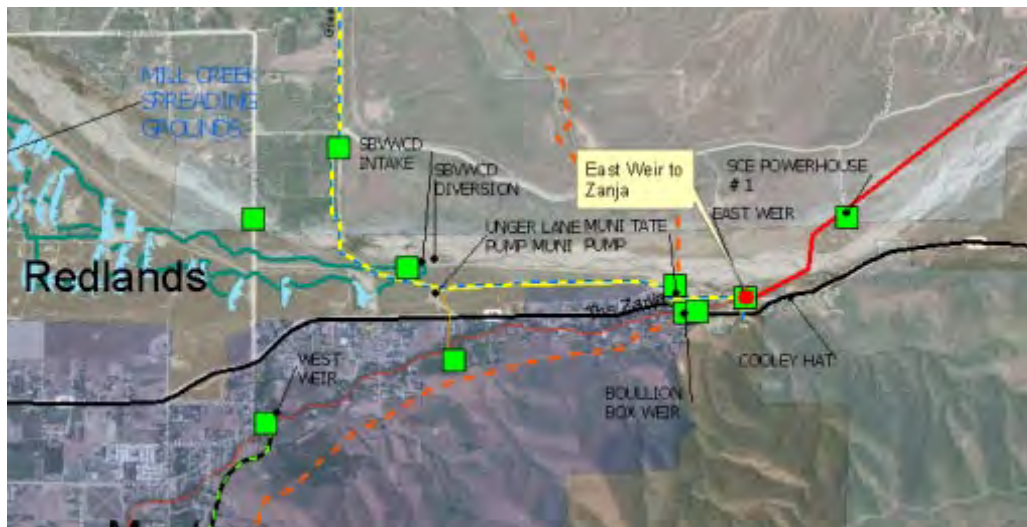 MILL CREEK
SPREADING
GROUNDS
SBVWCD
INTAKE
SBVWCD
DIVERSION
East Weir to
Zanja
SCE POWERHOUSE
# 1
EAST WEIR
UNGER LANE
PUMP MUNI
MUNI TATE
PUMP
Redlands
The Zanja
WEST
WEIR
COOLEY HAT
BOULLION
BOX WEIR